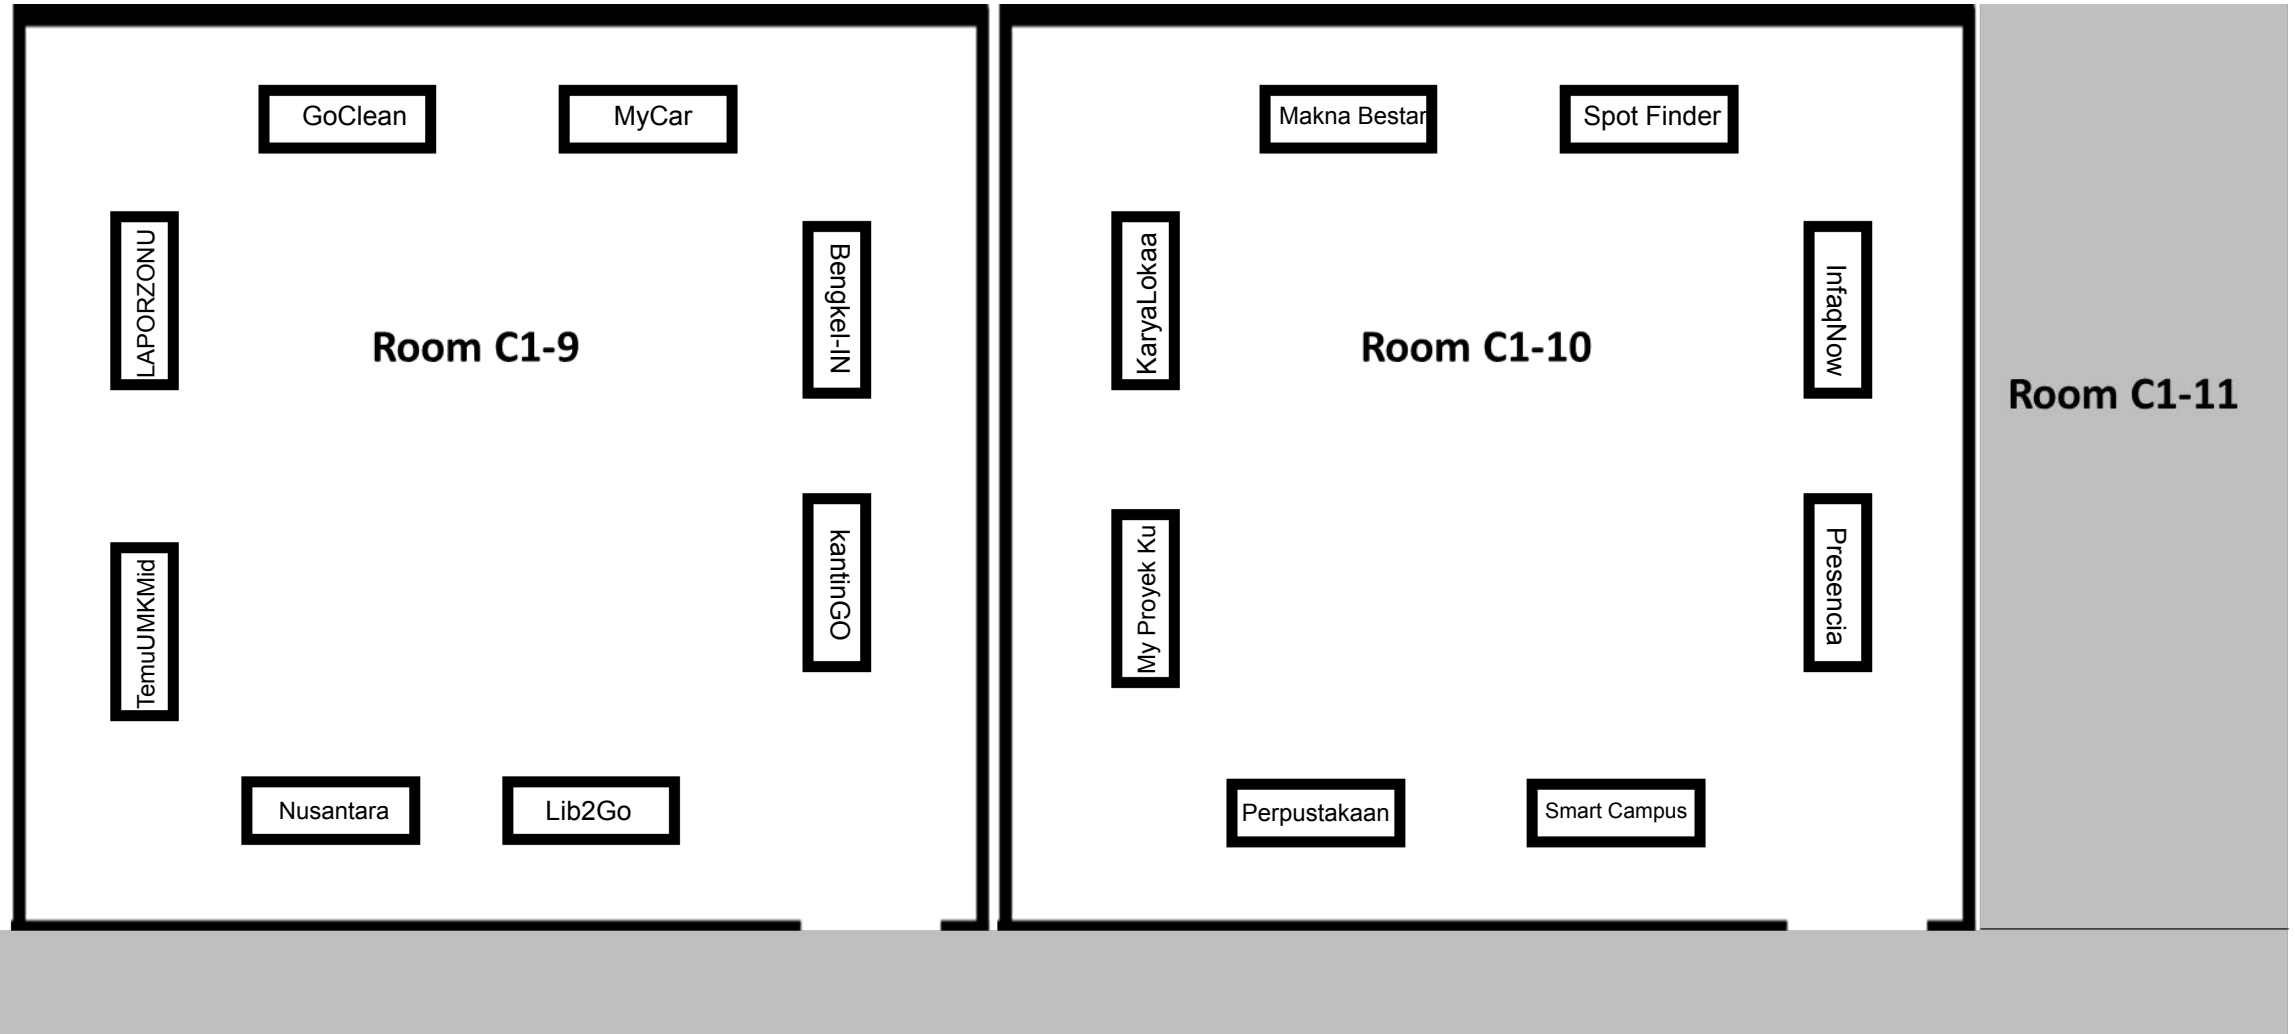 GoClean
MyCar
LAPORZONU
Bengkel-IN
Room C1-9
kantinGO
TemuUMKMid
Nusantara
Lib2Go
Makna Bestar
Spot Finder
KaryaLokaa
InfaqNow
Room C1-10
My Proyek Ku
Presencia
Perpustakaan
Smart Campus
Room C1-11